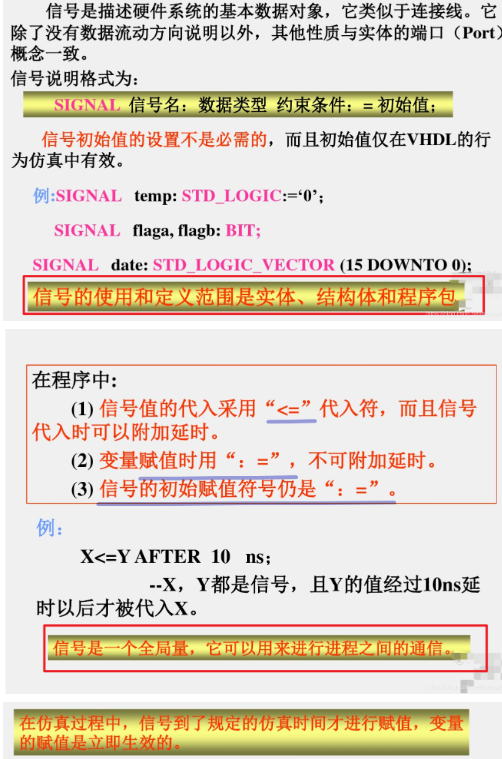 信号是描述硬件系统的基本数据对象，它类似于连接线。它
除了没有数据流动方向说明以外，其他性质与实体的端口（Port）
概念一致。
信号说明格式为：
SIGNAL 信号名：数据类型 约束条件：= 初始值；
信号初始值的设置不是必需的，而且初始值仅在VHDL的行
为仿真中有效。
例:SIGNAL temp: STD_LOGIC:=‘0’；
SIGNAL flaga, flagb: BIT;
SIGNAL date: STD_LOGIC_VECTOR (15 DOWNTO 0);
信号的使用和定义范围是实体、结构体和程序包
在程序中:
(1) 信号值的代入采用“<=”代入符，而且信号
代入时可以附加延时。
(2) 变量赋值时用“：=”，不可附加延时。
(3) 信号的初始赋值符号仍是“：=”。
例：
X<=Y AFTER 10 ns；
--X，Y都是信号，且Y的值经过10ns延
时以后才被代入X。
信号是一个全局量，它可以用来进行进程之间的通信。
在仿真过程中，信号到了规定的仿真时间才进行赋值，变量
的赋值是立即生效的。